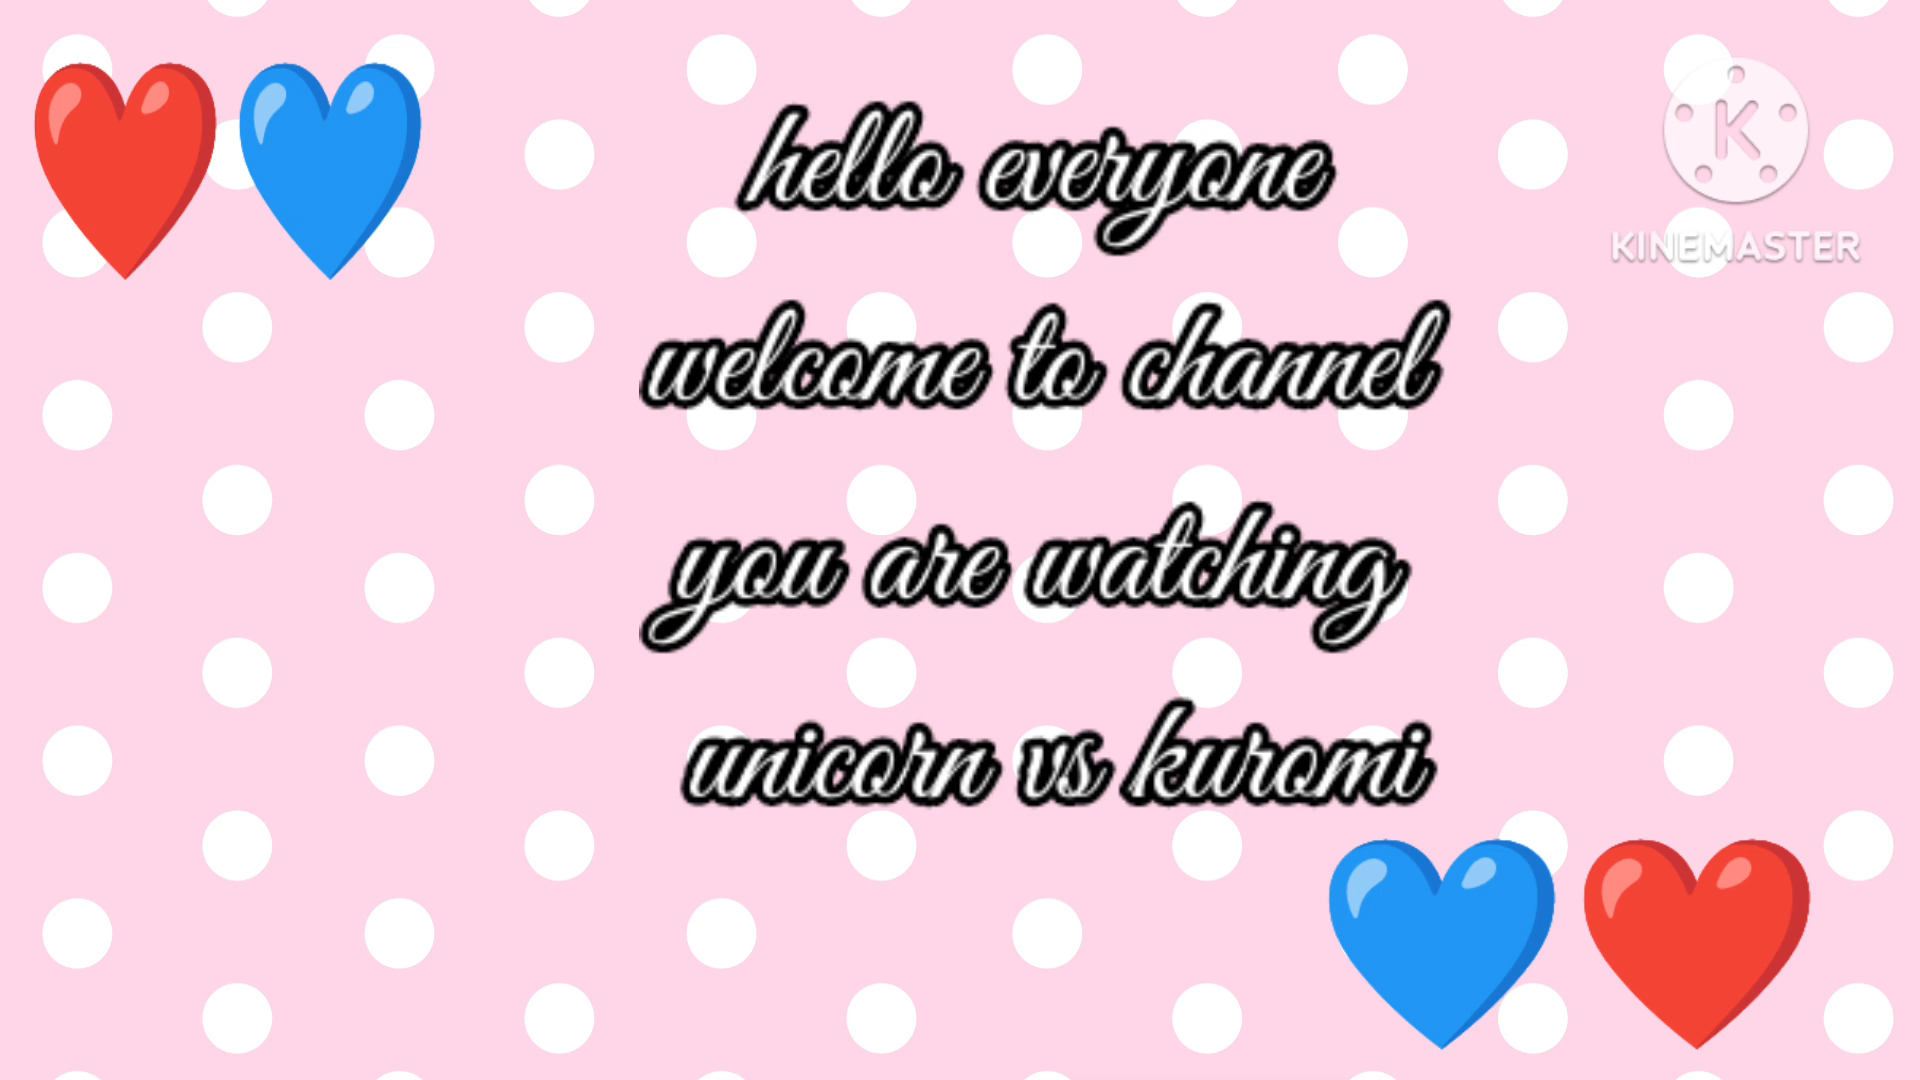 hello everyone
K
KINEMASTER
welcome to channel
you are watching
unicorn vs kuromi